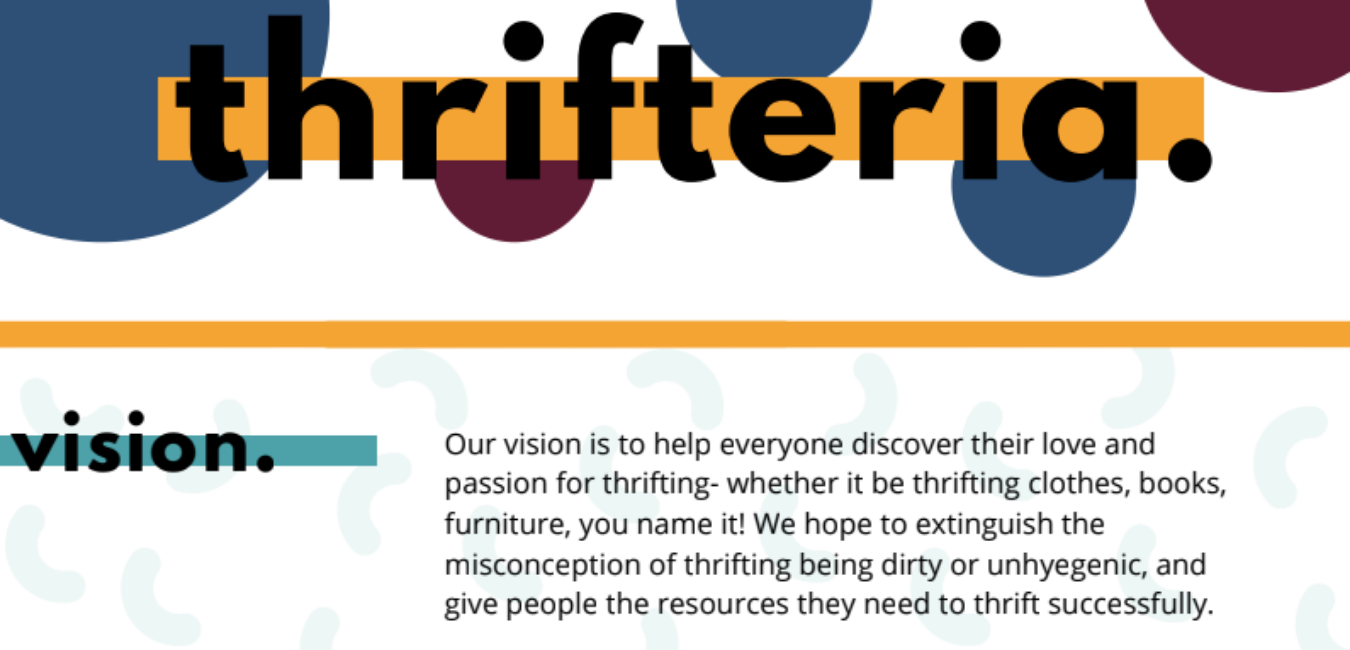 thrifteria.
vision.
Our vision is to help everyone discover their love and
passion for thrifting- whether it be thrifting clothes, books,
furniture, you name it! We hope to extinguish the
misconception of thrifting being dirty or unhyegenic, and
give people the resources they need to thrift successfully.